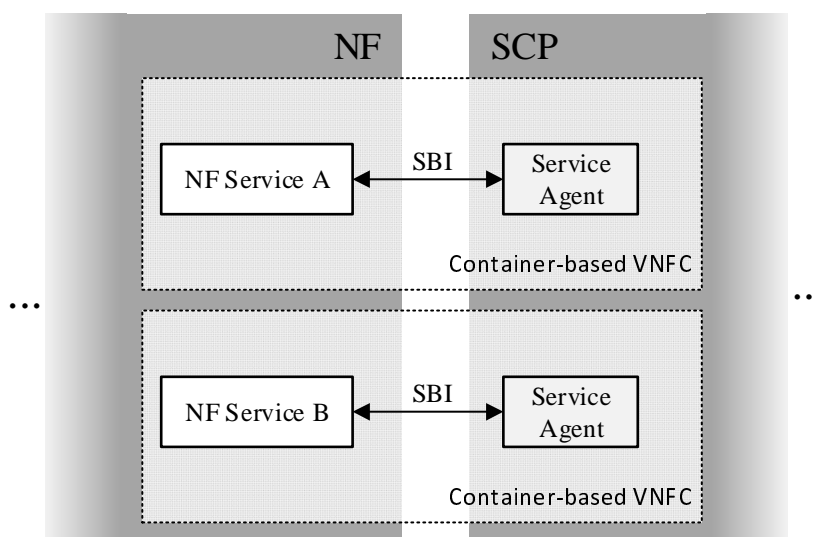 NF SCP
NF Service A
SBI
Service
Agent
Container-based VNFC
...
..
NF Service B
SBI
Service
Agent
Container-based VNFC